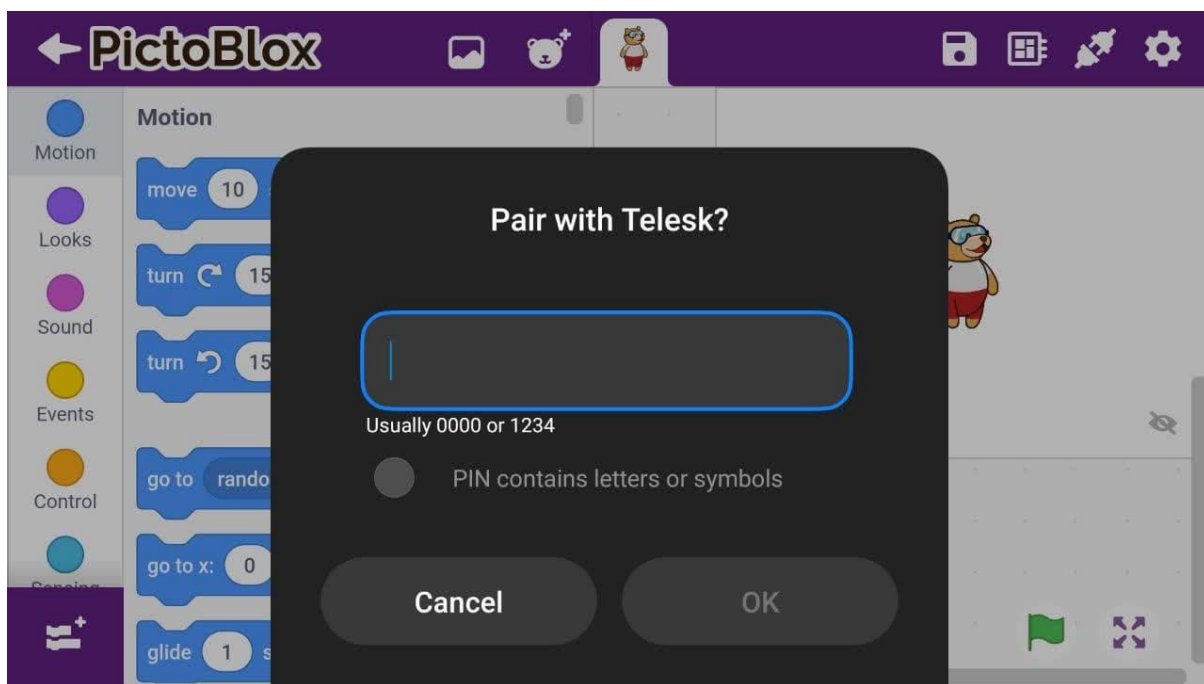 PictoBlox
Motion
Motion
move 10
Looks
turn 15
Sound
turn 15
Events
go to rando
Control
go to x: 0
Sensing
glide 1 s
Pair with Telesk?
Usually 0000 or 1234
PIN contains letters or symbols
Cancel
OK